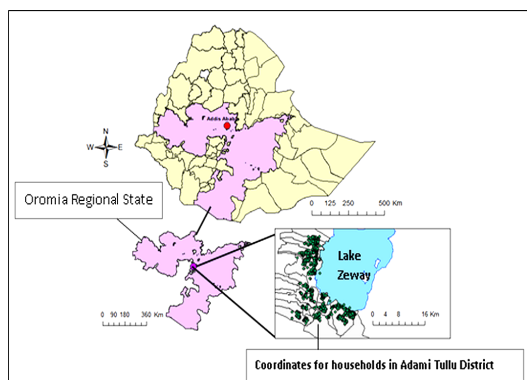 Addis Ababa
N
W E
S
0 125 250 500 Km
Oromia Regional State
Lake
Zeway
0 90 180 360 Km
0 4 8 16 Km
Coordinates for households in Adami Tullu District